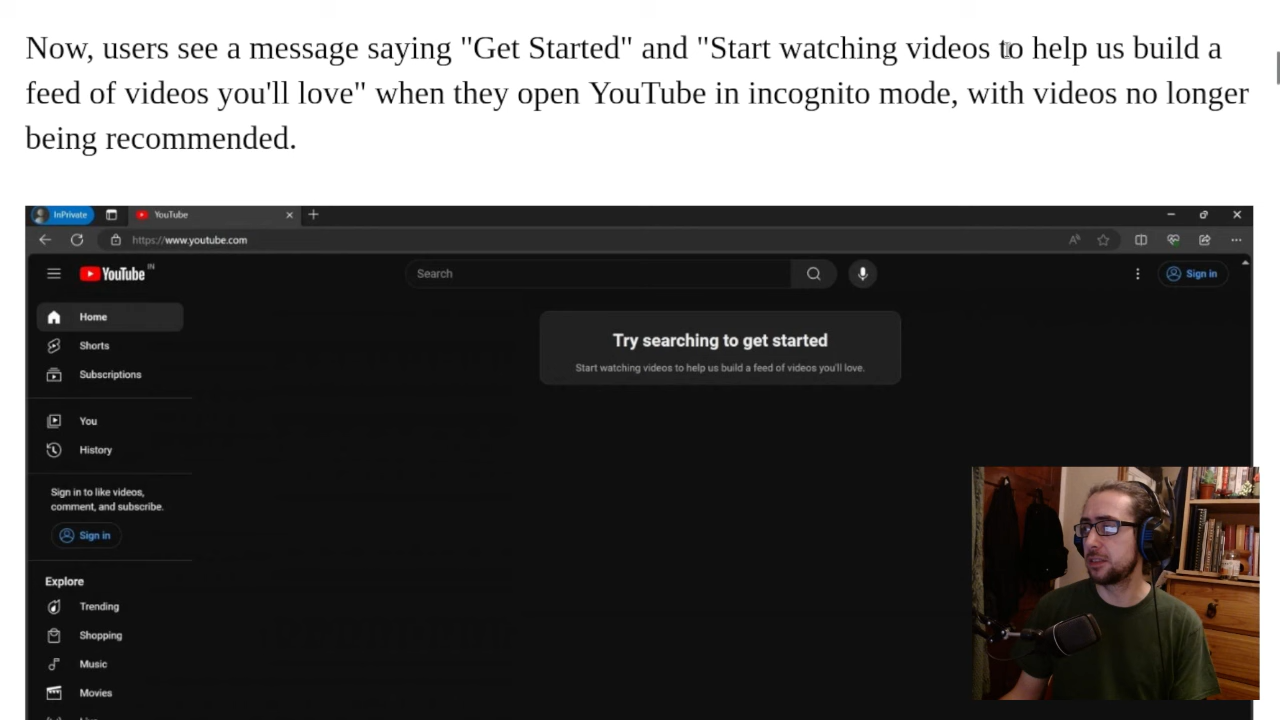 Now, users see a message saying "Get Started" and "Start watching videos to help us build a
feed of videos you'll love" when they open YouTube in incognito mode, with videos no longer
being recommended.
InPrivate
YouTube
https://www.youtube.com
YouTube IN
Search
Sign in
Home
Try searching to get started
Shorts
Start watching videos to help us build a feed of videos you'll love.
Subscriptions
You
History
Sign in to like videos,
comment, and subscribe.
Sign in
Explore
Trending
Shopping
Music
Movies